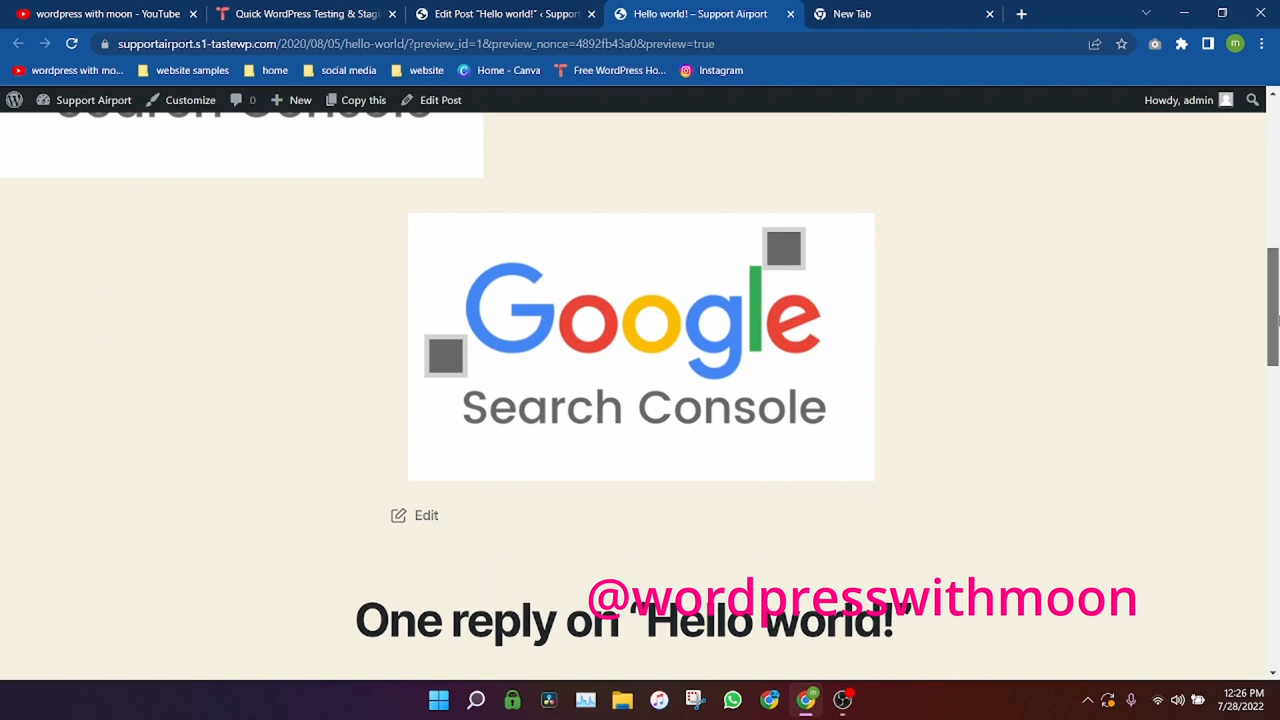 wordpress with moon - YouTube
Quick WordPress Testing & Stagi
Edit Post "Hello world!" ‹ Support
Hello world! – Support Airport
New Tab
supportairport.s1-tastewp.com/2020/08/05/hello-world/?preview_id=1&preview_nonce=4892fb43a0&preview=true
m
wordpress with mo...
website samples
home
social media
website
Home - Canva
Free WordPress Ho...
Instagram
Support Airport
Customize
0
New
Copy this
Edit Post
Howdy, admin
Search Console
Google
Search Console
Edit
@wordpresswithmoon
One reply on “Hello world!”
12:26 PM
7/28/2022